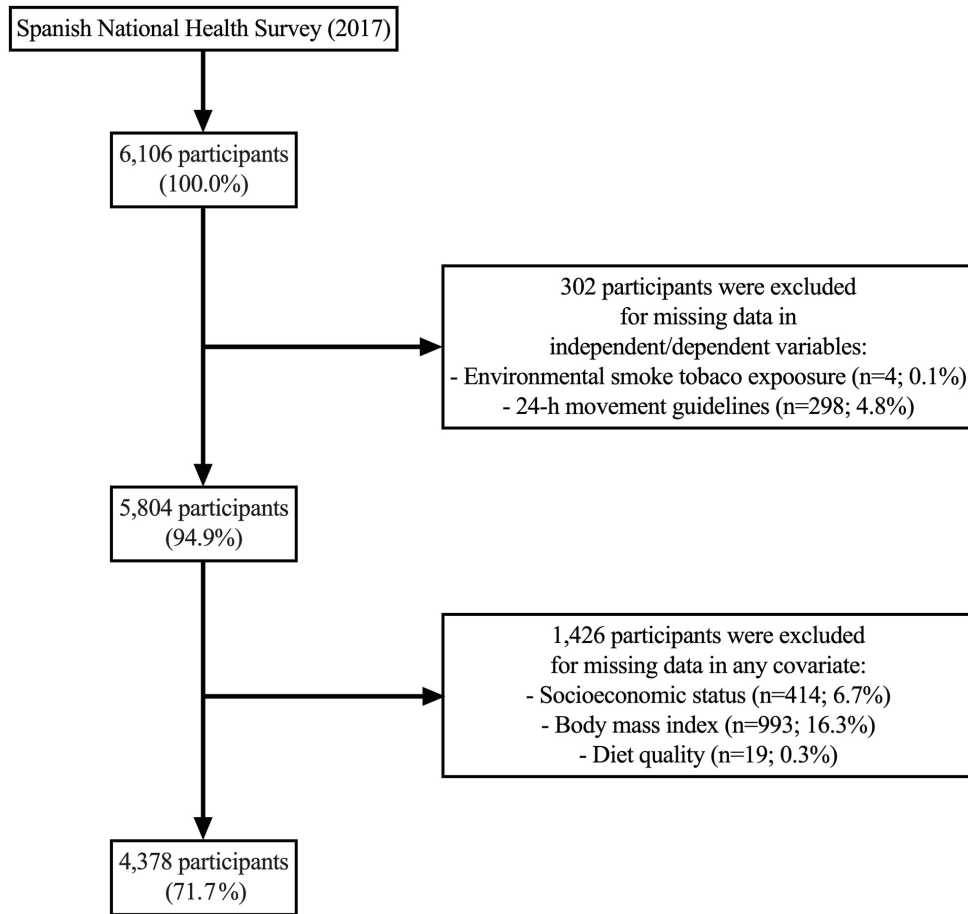 Spanish National Health Survey (2017)
6,106 participants
(100.0%)
302 participants were excluded
for missing data in
independent/dependent variables:
- Environmental smoke tobacco expoosure (n=4; 0.1%)
- 24-h movement guidelines (n=298; 4.8%)
5,804 participants
(94.9%)
1,426 participants were excluded
for missing data in any covariate:
- Socioeconomic status (n=414; 6.7%)
- Body mass index (n=993; 16.3%)
- Diet quality (n=19; 0.3%)
4,378 participants
(71.7%)